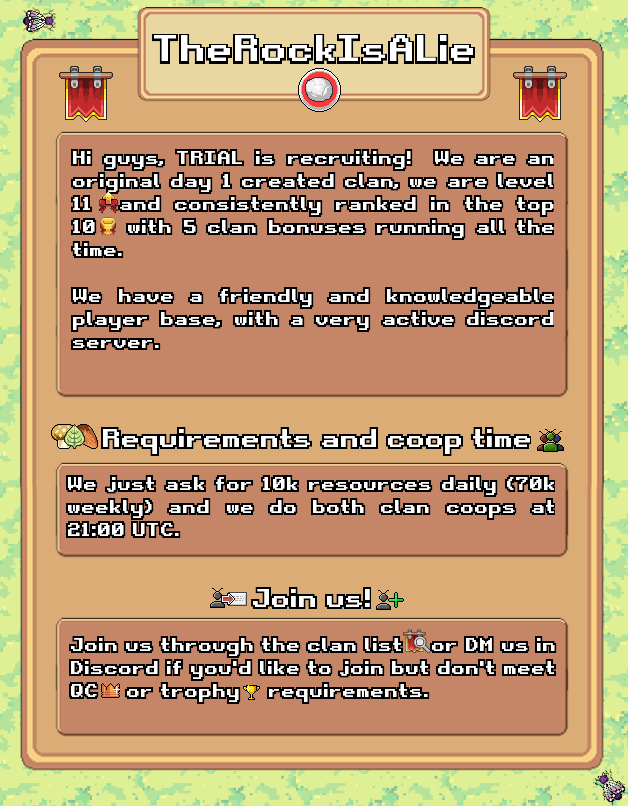 TheRockIsALie
Hi guys, TRIAL is recruiting! We are an
original day 1 created clan, we are level
11 and consistently ranked in the top
10 with 5 clan bonuses running all the
time.
We have a friendly and knowledgeable
player base, with a very active discord
server.
Requirements and coop time
We just ask for 10k resources daily (70k
weekly) and we do both clan coops at
21:00 UTC.
Join us!
Join us through the clan list or DM us in
Discord if you'd like to join but don't meet
QC or trophy requirements.